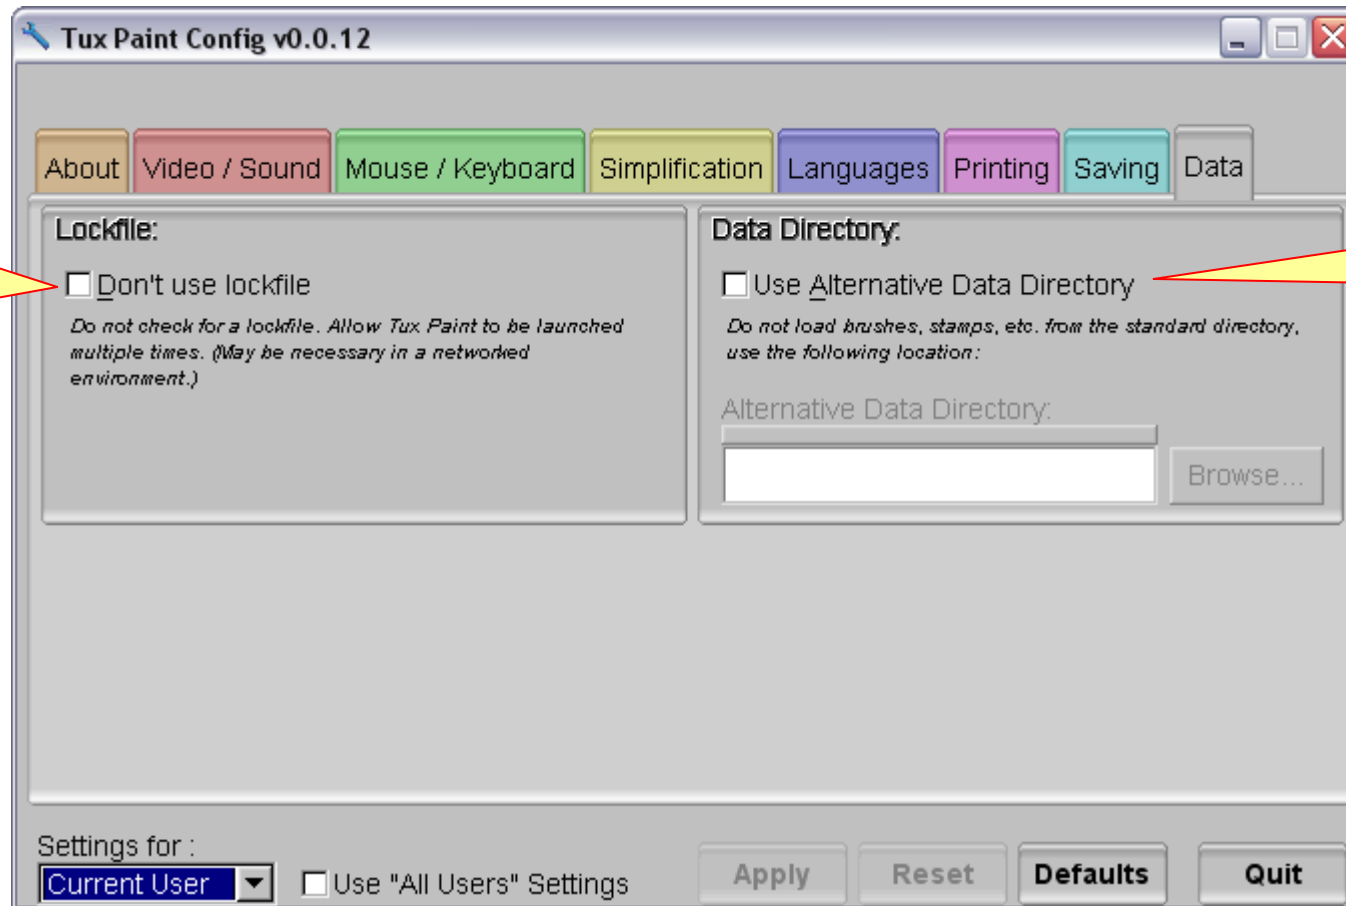 Tux Paint Config v0.0.12
About Video / Sound Mouse / Keyboard Simplification Languages Printing Saving Data
Lockfile:
Don't use lockfile
Do not check for a lockfile. Allow Tux Paint to be launched
multiple times. (May be necessary in a networked
environment.)
Data Directory:
Use Alternative Data Directory
Do not load brushes, stamps, etc. from the standard directory,
use the following location:
Alternative Data Directory:
Browse...
Settings for :
Current User
Use "All Users" Settings
Apply Reset Defaults Quit